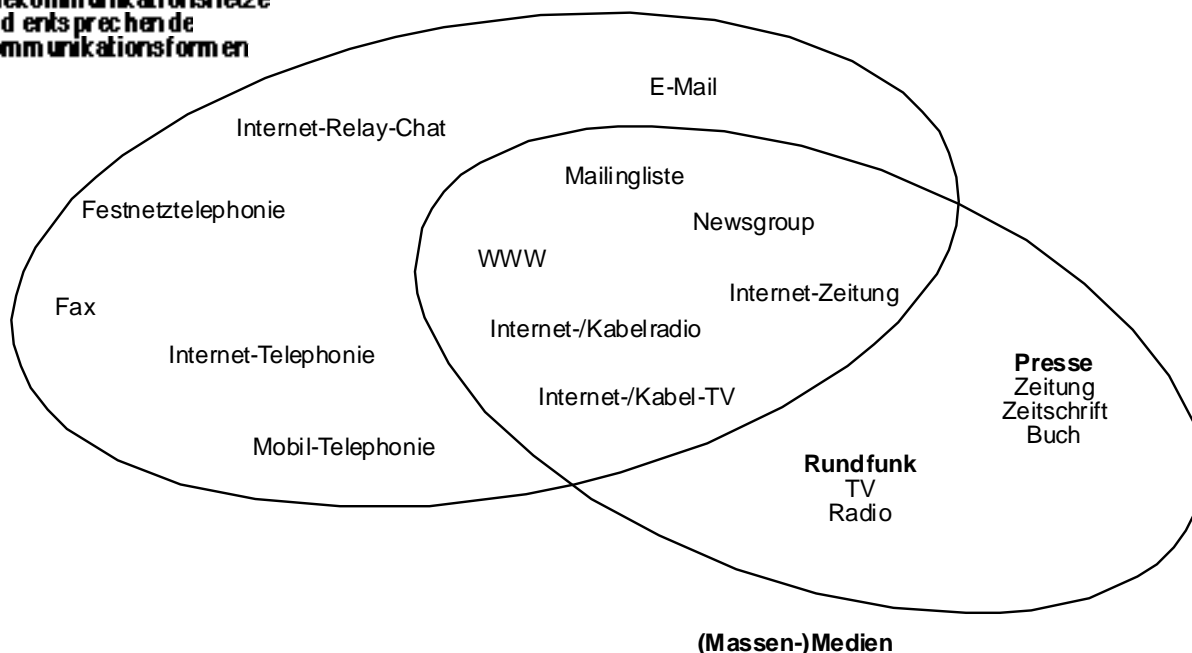 entsprechende
E-Mail
Internet-Relay-Chat
Mailingliste
Festnetztelephonie
Newsgroup
WWW
Internet-Zeitung
Fax
Internet-/Kabelradio
Internet-Telephonie
Presse
Zeitung
Zeitschrift
Buch
Internet-/Kabel-TV
Mobil-Telephonie
Rundfunk
TV
Radio
(Massen-)Medien